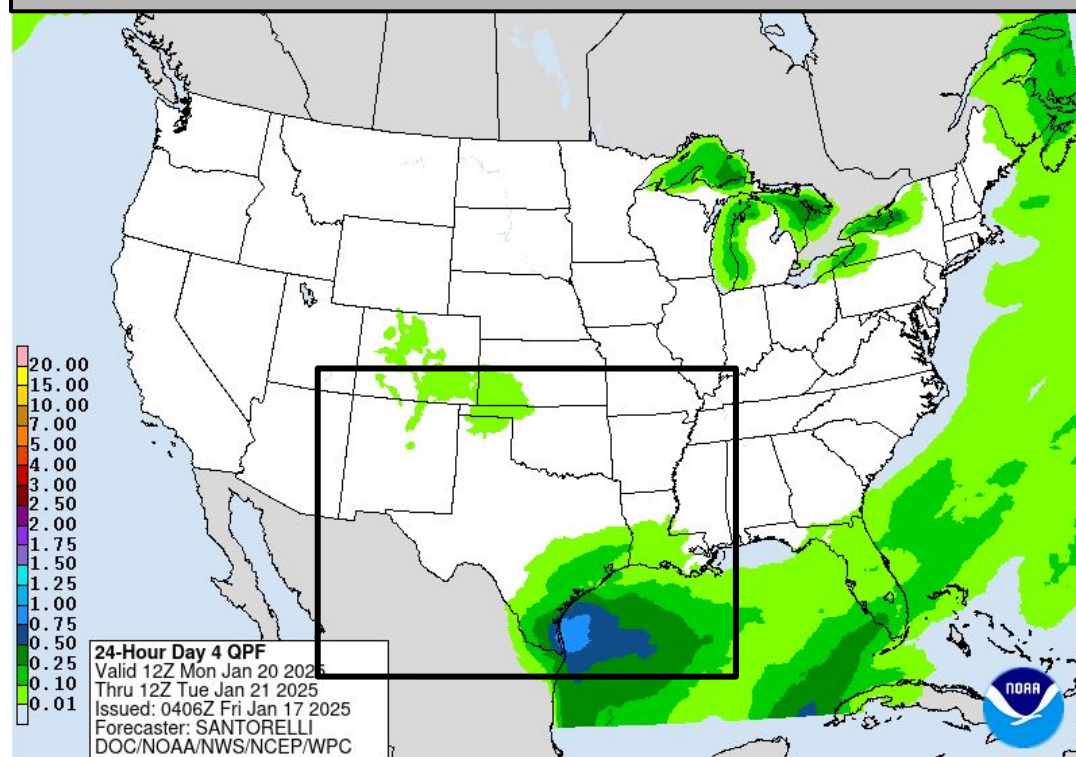 20.00
15.00
10.00
7.00
5.00
4.00
3.00
2.50
2.00
1.75
1.50
1.25
1.00
0.75
0.50
0.25
0.10
0.01
24-Hour Day 4 QPF
Valid 12Z Mon Jan 20 2025
Thru 12Z Tue Jan 21 2025
Issued: 0406Z Fri Jan 17 2025
Forecaster: SANTORELLI
DOC/NOAA/NWS/NCEP/WPC
NOAA